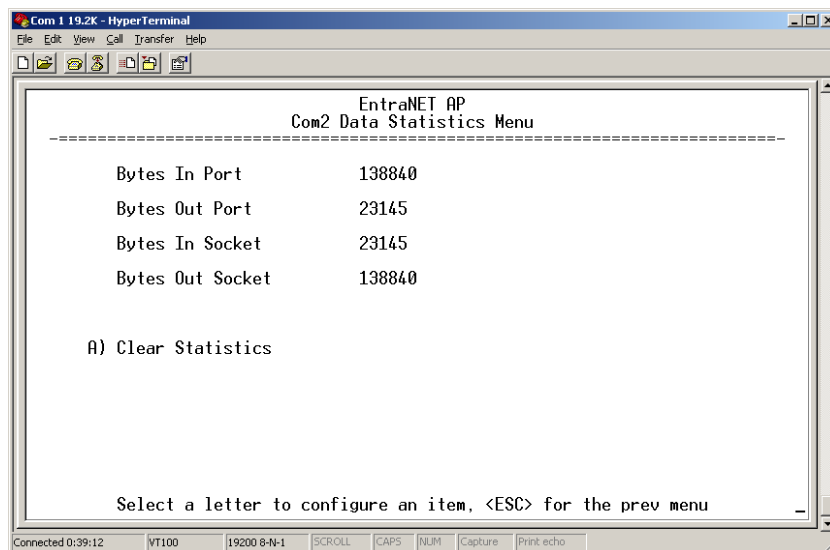 Com 1 19.2K - HyperTerminal
File Edit View Call Transfer Help
EntraNET AP
Com2 Data Statistics Menu
-==========================================================================-
Bytes In Port 138840
Bytes Out Port 23145
Bytes In Socket 23145
Bytes Out Socket 138840
A) Clear Statistics
Select a letter to configure an item, <ESC> for the prev menu _
Connected 0:39:12 VT100 19200 8-N-1 SCROLL CAPS NUM Capture Print echo